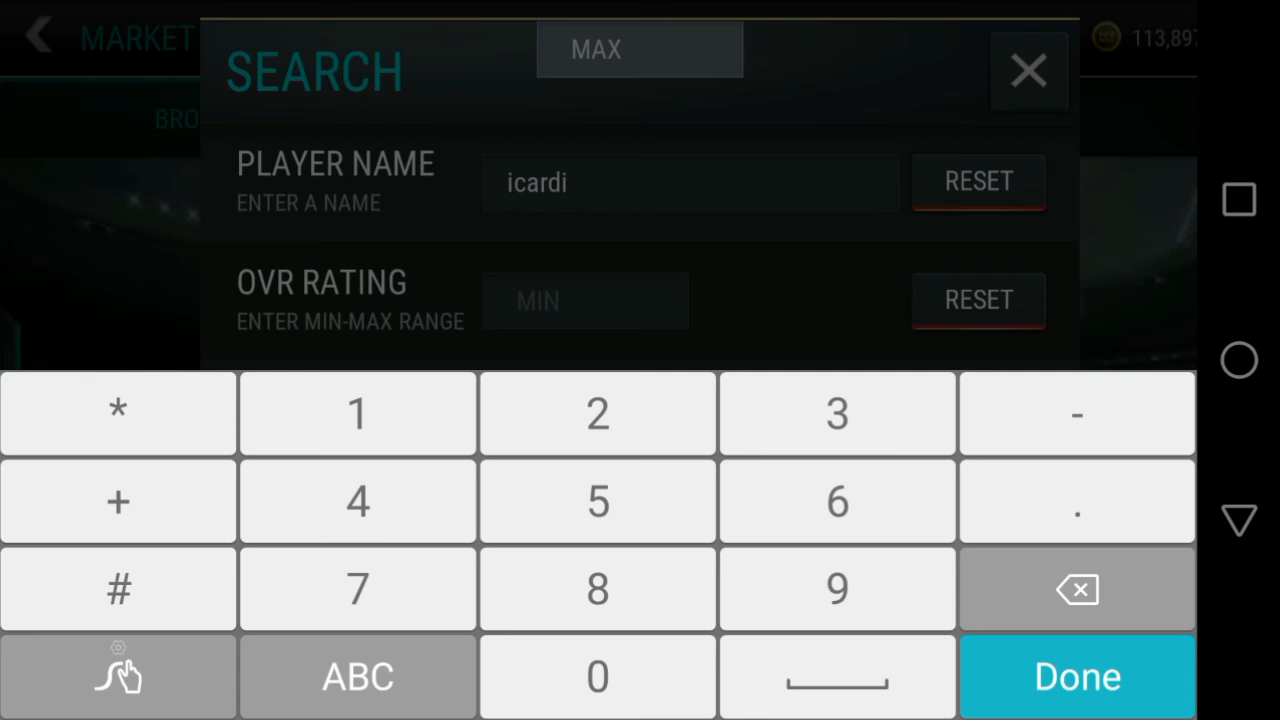 MARKET
MAX
113,897
SEARCH
BRO
PLAYER NAME
ENTER A NAME
icardi
RESET
OVR RATING
ENTER MIN-MAX RANGE
MIN
RESET
* 1 2 3 -
+ 4 5 6 .
# 7 8 9
ABC 0 Done